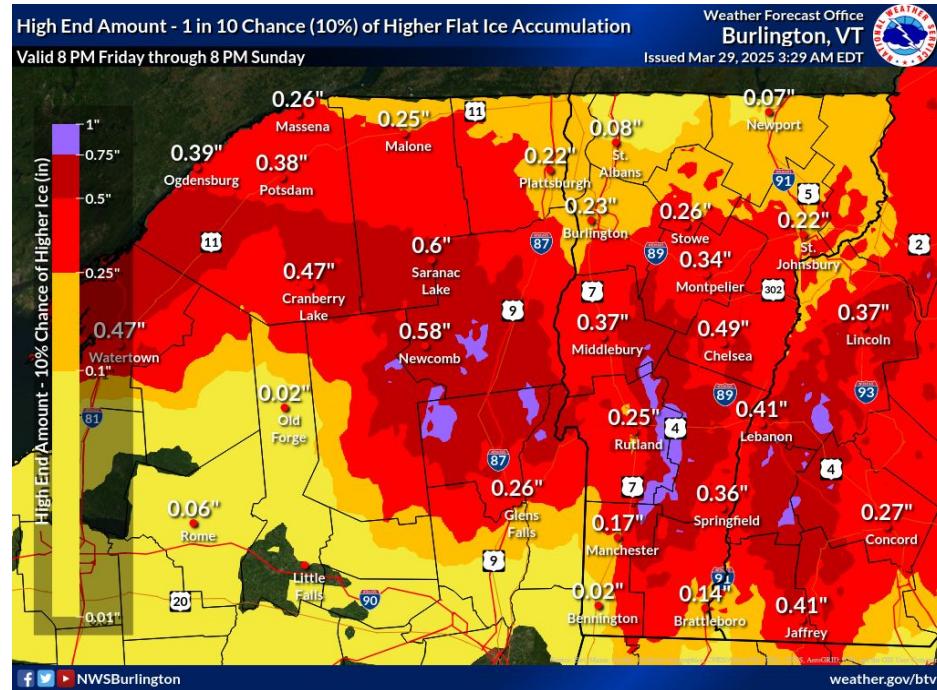 High End Amount - 1 in 10 Chance (10%) of Higher Flat Ice Accumulation
Valid 8 PM Friday through 8 PM Sunday
Weather Forecast Office
Burlington, VT
Issued Mar 29, 2025 3:29 AM EDT
NATIONAL WEATHER SERVICE
High End Amount - 10% Chance of Higher Ice (in)
1"
0.75"
0.5"
0.25"
0.1"
0.01"
0.26"
Massena
0.25"
Malone
11
0.07"
Newport
0.08"
St.
Albans
0.39"
Ogdensburg
0.38"
Potsdam
0.22"
Plattsburgh
91
5
0.23"
Burlington
0.26"
Stowe
0.22"
St.
Johnsbury
11
0.6"
Saranac
Lake
87
89
2
0.47"
Cranberry
Lake
0.34"
Montpelier
7
302
9
0.47"
Watertown
0.58"
Newcomb
0.37"
Middlebury
0.49"
Chelsea
0.37"
Lincoln
81
0.02"
Old
Forge
0.25"
Rutland
4
89
0.41"
Lebanon
93
87
4
7
0.26"
Glens
Falls
0.36"
Springfield
0.06"
Rome
0.17"
Manchester
0.27"
Concord
9
Little
Falls
91
20
90
0.02"
Bennington
0.14"
Brattleboro
0.41"
Jaffrey
NWSBurlington
weather.gov/btv